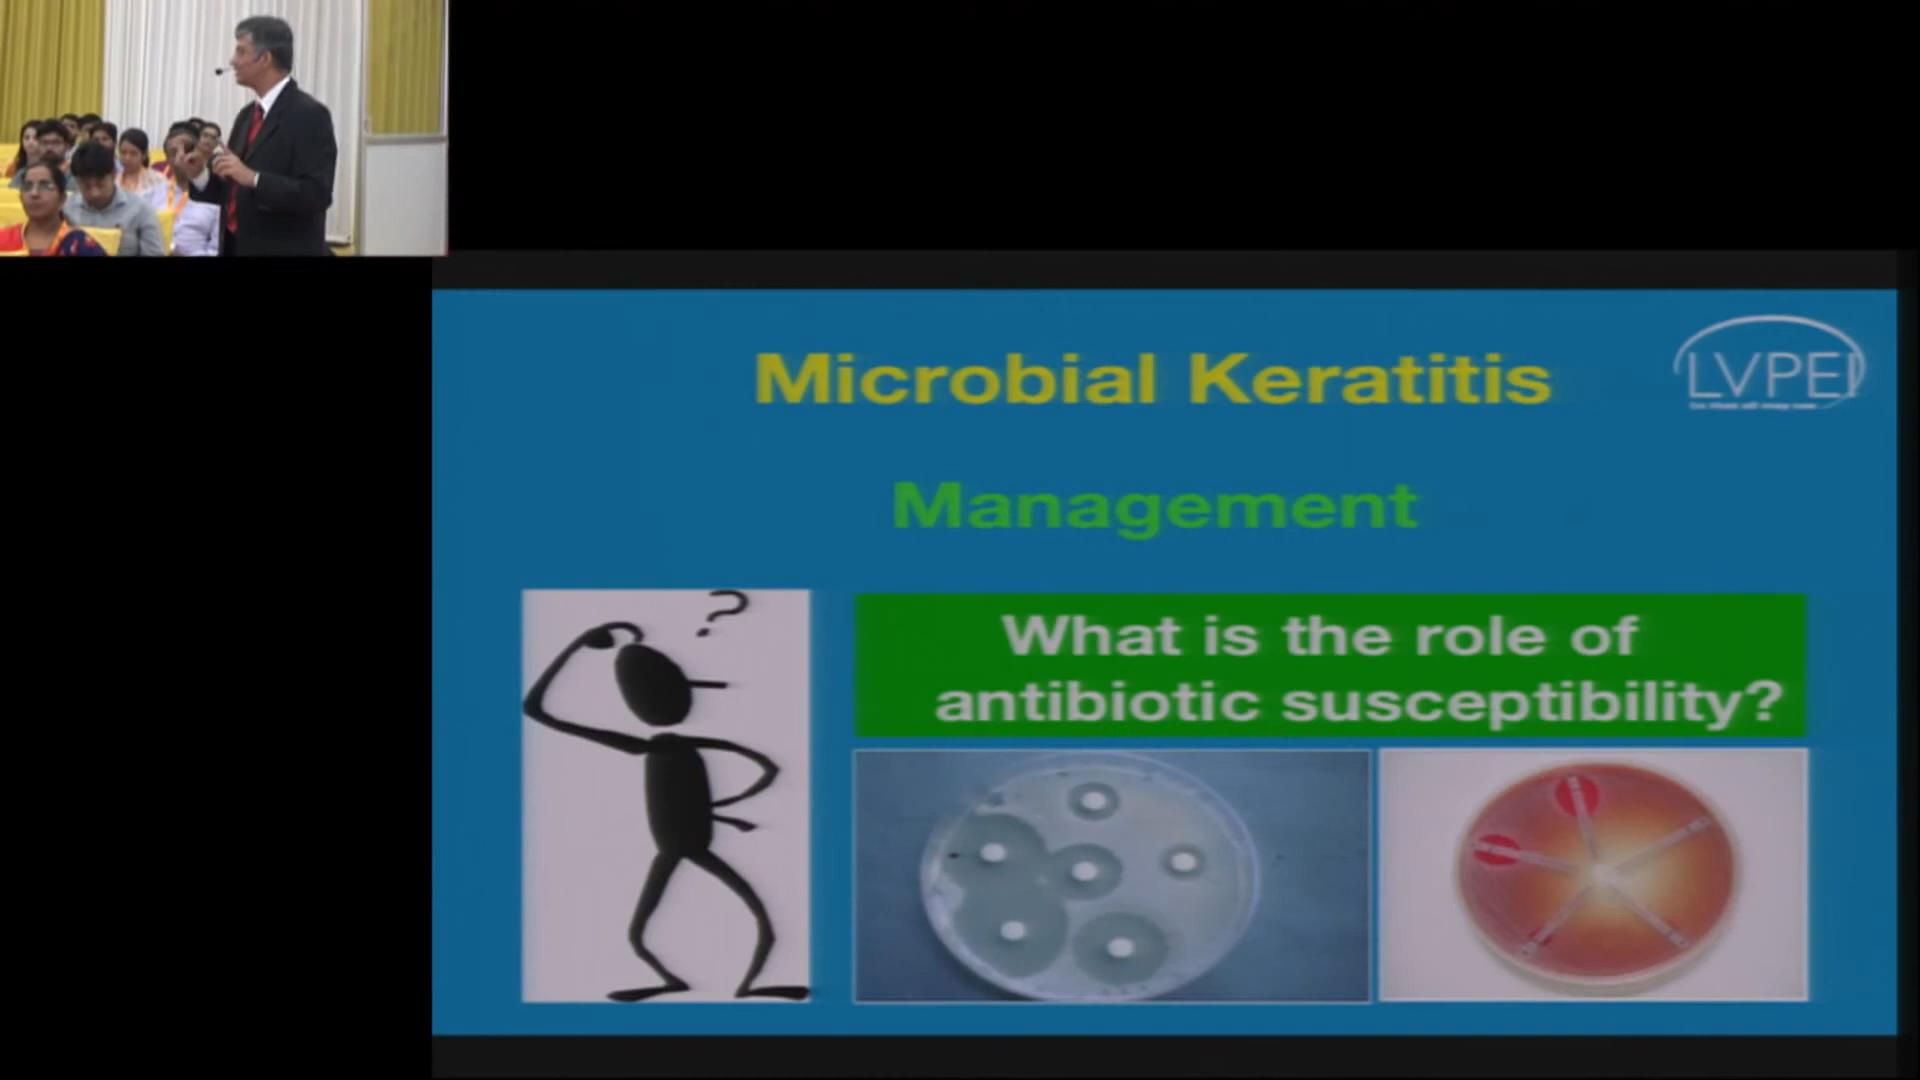 Microbial Keratitis
LVPEI
Management
?
What is the role of
antibiotic susceptibility?